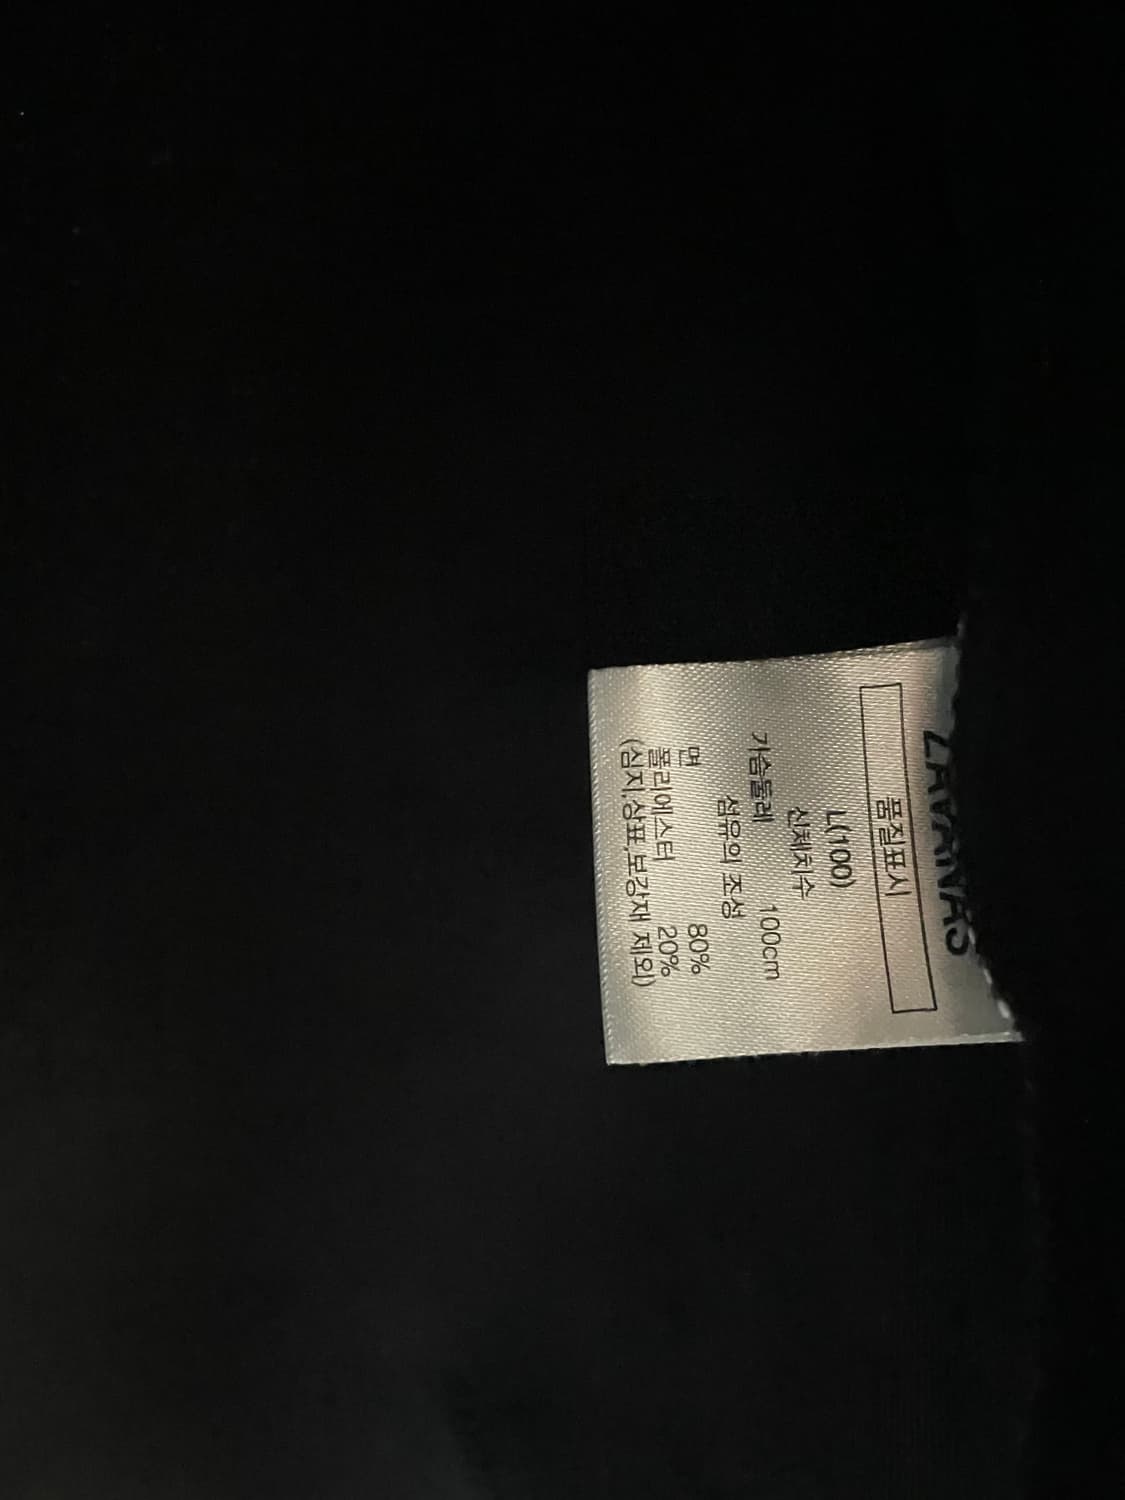 ZAVANAS
품질표시
L(100)
신체치수
가슴둘레 100cm
섬유의 조성
면 80%
폴리에스터 20%
(심지,상표,보강재 제외)